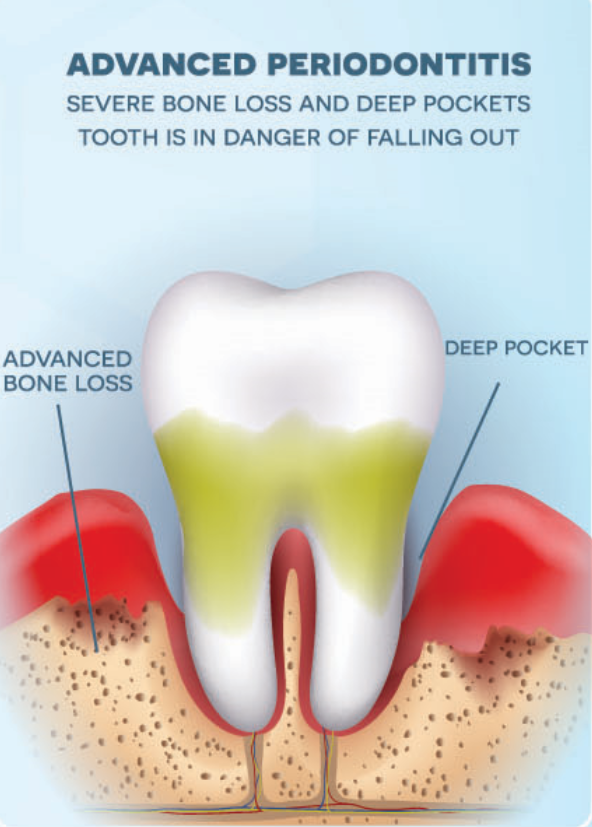 ADVANCED PERIODONTITIS
SEVERE BONE LOSS AND DEEP POCKETS
TOOTH IS IN DANGER OF FALLING OUT
DEEP POCKET
ADVANCED
BONE LOSS